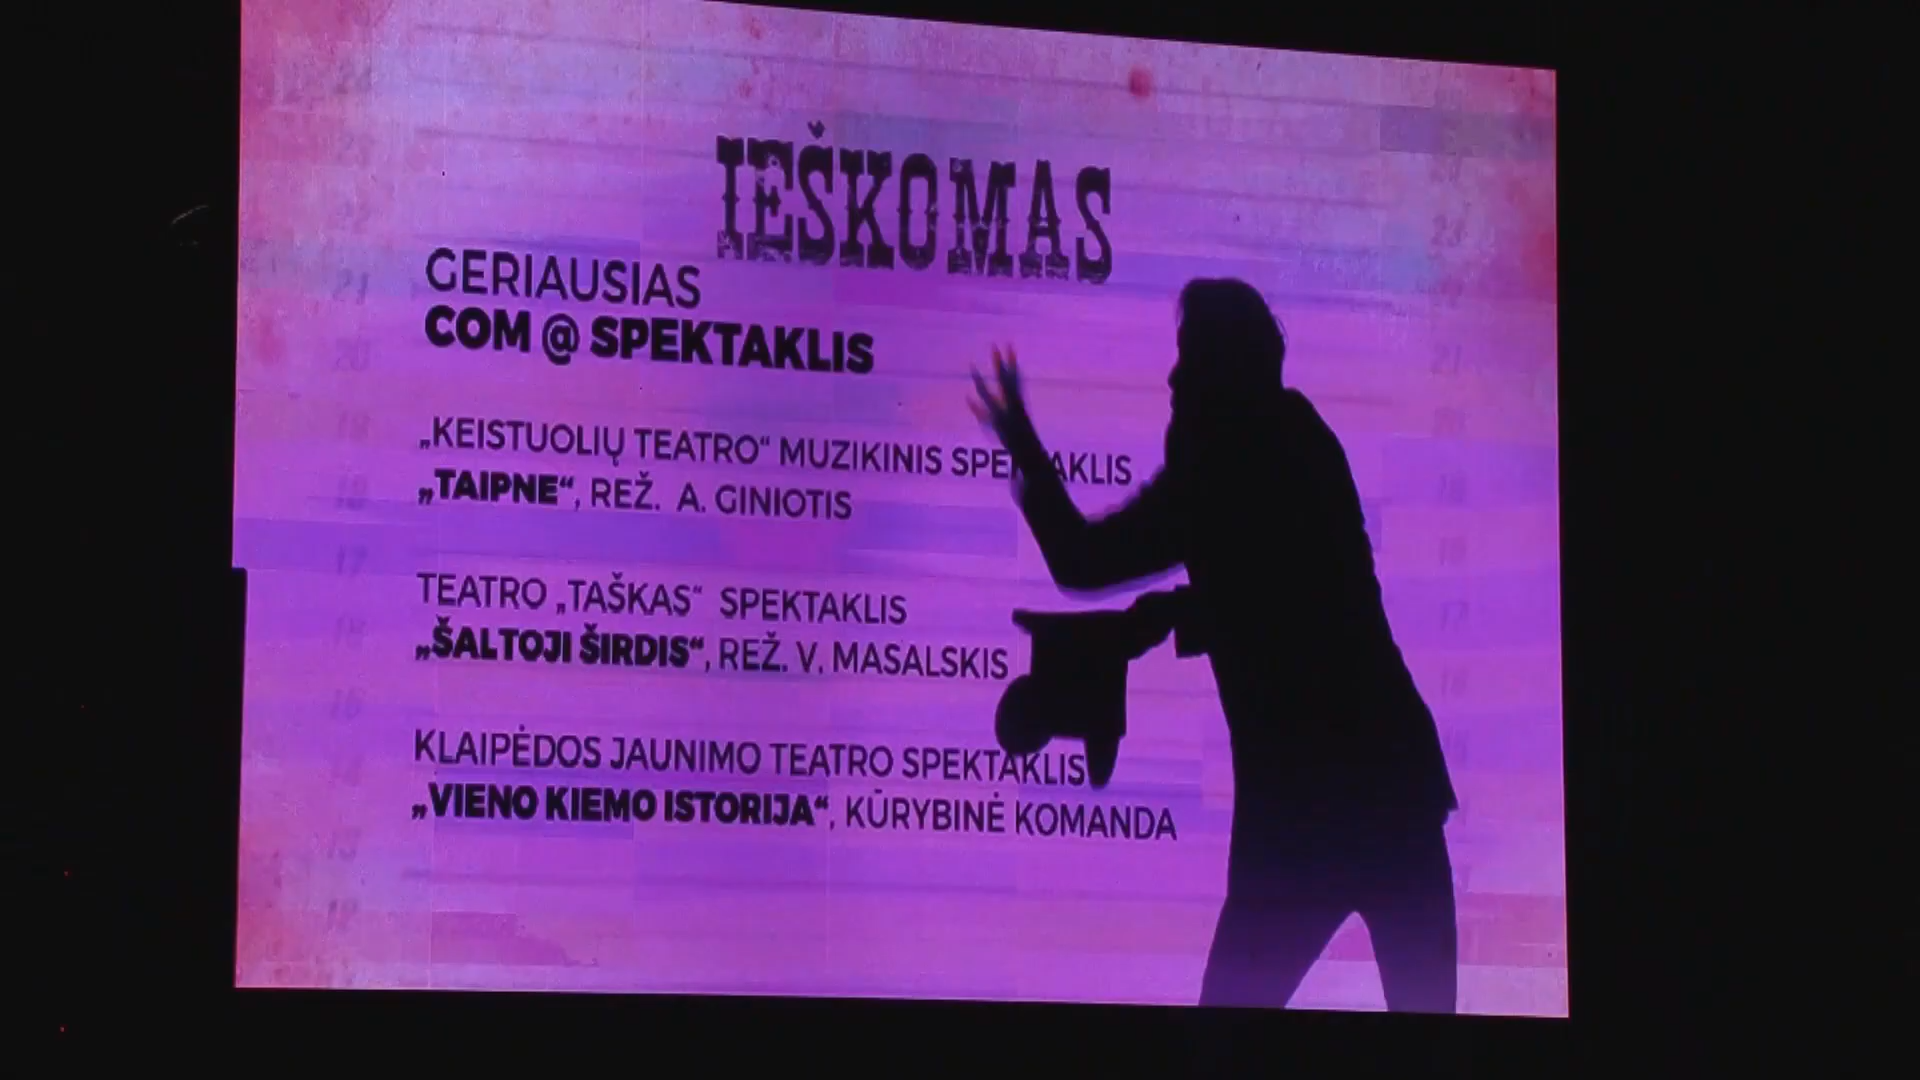 IEŠKOMAS
GERIAUSIAS
COM @ SPEKTAKLIS
„KEISTUOLIŲ TEATRO“ MUZIKINIS SPEKTAKLIS
„TAIPNE“, REŽ. A. GINIOTIS
TEATRO „TAŠKAS“ SPEKTAKLIS
„ŠALTOJI ŠIRDIS“, REŽ. V. MASALSKIS
KLAIPĖDOS JAUNIMO TEATRO SPEKTAKLIS
„VIENO KIEMO ISTORIJA“, KŪRYBINĖ KOMANDA